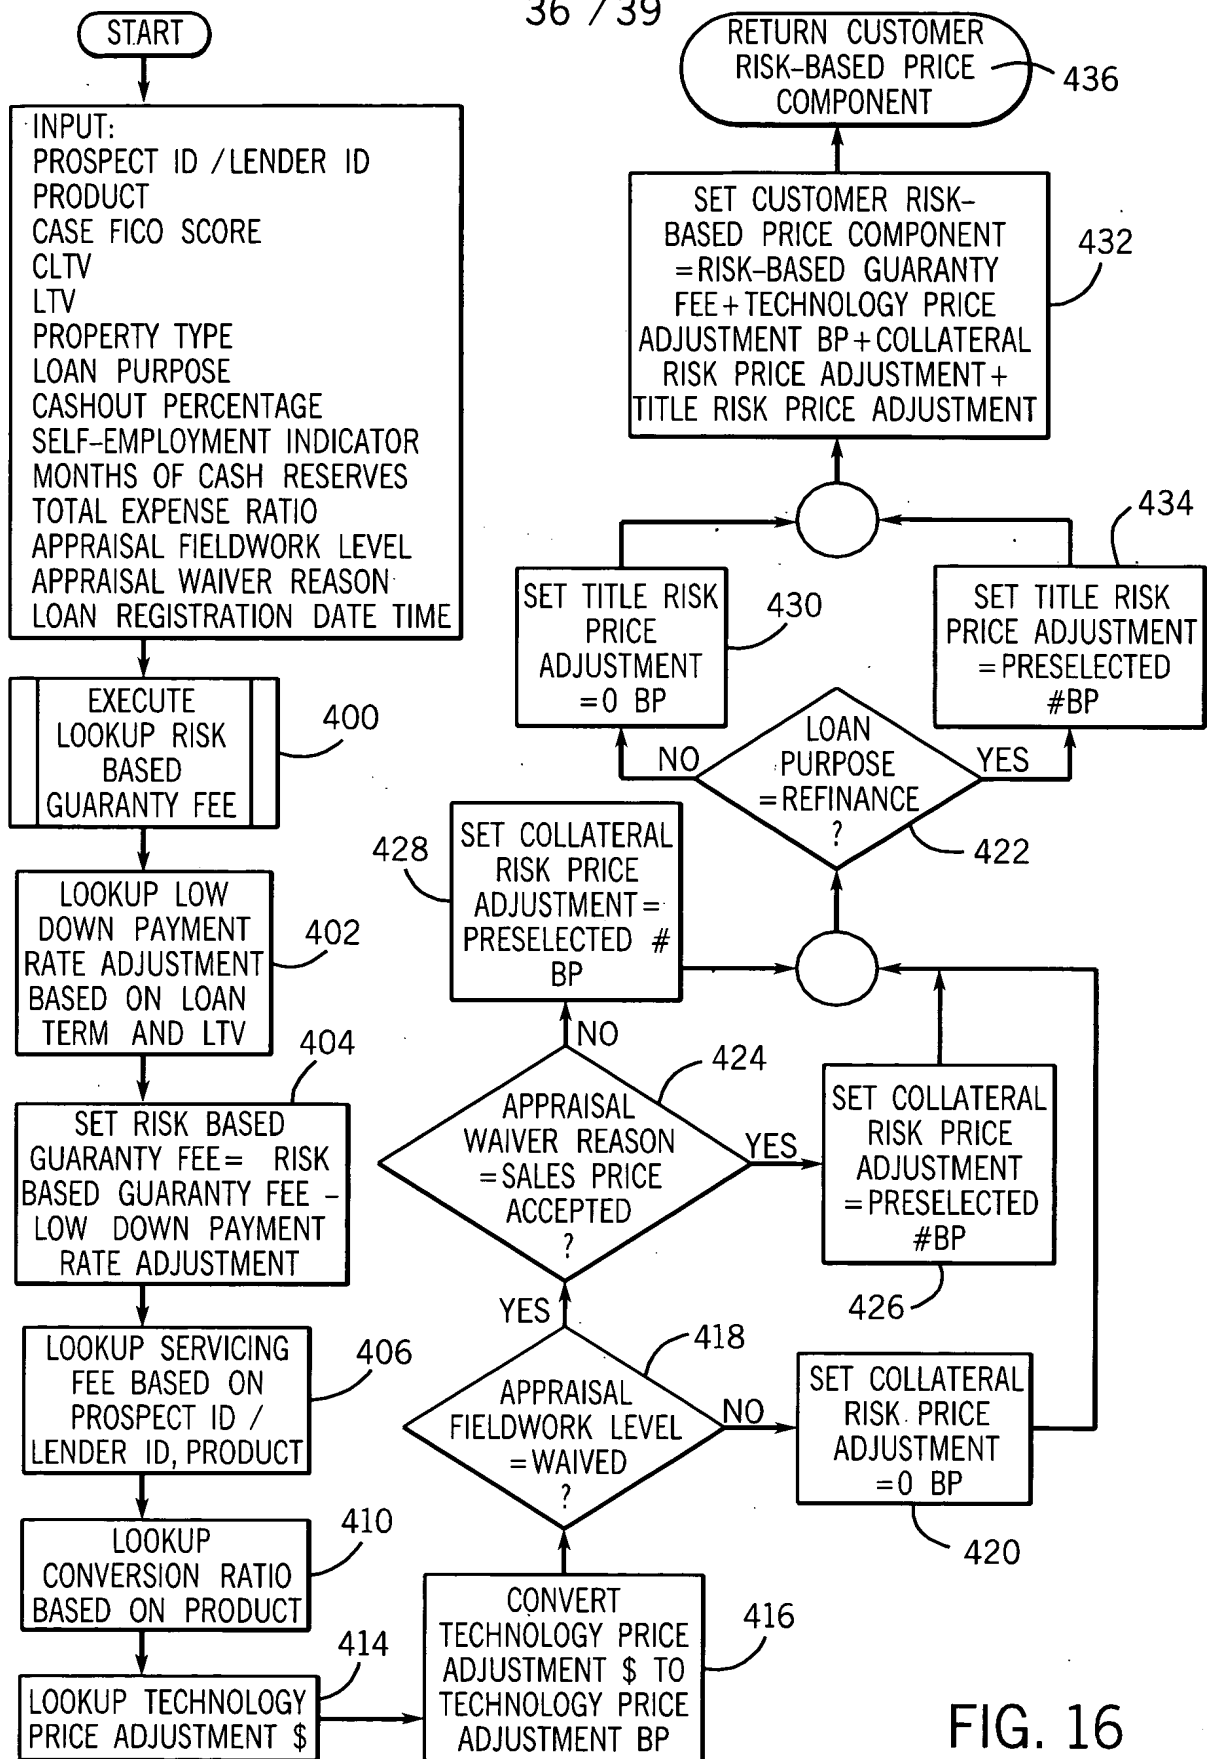 36 / 39
START
INPUT:
PROSPECT ID / LENDER ID
PRODUCT
CASE FICO SCORE
CLTV
LTV
PROPERTY TYPE
LOAN PURPOSE
CASHOUT PERCENTAGE
SELF-EMPLOYMENT INDICATOR
MONTHS OF CASH RESERVES
TOTAL EXPENSE RATIO
APPRAISAL FIELDWORK LEVEL
APPRAISAL WAIVER REASON
LOAN REGISTRATION DATE TIME
EXECUTE
LOOKUP RISK
BASED
GUARANTY FEE
400
LOOKUP LOW
DOWN PAYMENT
RATE ADJUSTMENT
BASED ON LOAN
TERM AND LTV
402
404
SET RISK BASED
GUARANTY FEE= RISK
BASED GUARANTY FEE -
LOW DOWN PAYMENT
RATE ADJUSTMENT
LOOKUP SERVICING
FEE BASED ON
PROSPECT ID /
LENDER ID, PRODUCT
406
LOOKUP
CONVERSION RATIO
BASED ON PRODUCT
410
414
LOOKUP TECHNOLOGY
PRICE ADJUSTMENT $
CONVERT
TECHNOLOGY PRICE
ADJUSTMENT $ TO
TECHNOLOGY PRICE
ADJUSTMENT BP
416
APPRAISAL
FIELDWORK LEVEL
=WAIVED
?
418
YES
NO
SET COLLATERAL
RISK PRICE
ADJUSTMENT
=0 BP
420
APPRAISAL
WAIVER REASON
=SALES PRICE
ACCEPTED
?
424
NO
YES
SET COLLATERAL
RISK PRICE
ADJUSTMENT
=PRESELECTED
#BP
426
428
SET COLLATERAL
RISK PRICE
ADJUSTMENT=
PRESELECTED #
BP
LOAN
PURPOSE
=REFINANCE
?
422
NO
YES
SET TITLE RISK
PRICE
ADJUSTMENT
=0 BP
430
434
SET TITLE RISK
PRICE ADJUSTMENT
=PRESELECTED
#BP
SET CUSTOMER RISK-
BASED PRICE COMPONENT
=RISK-BASED GUARANTY
FEE+TECHNOLOGY PRICE
ADJUSTMENT BP+COLLATERAL
RISK PRICE ADJUSTMENT+
TITLE RISK PRICE ADJUSTMENT
432
RETURN CUSTOMER
RISK-BASED PRICE
COMPONENT
436
FIG. 16